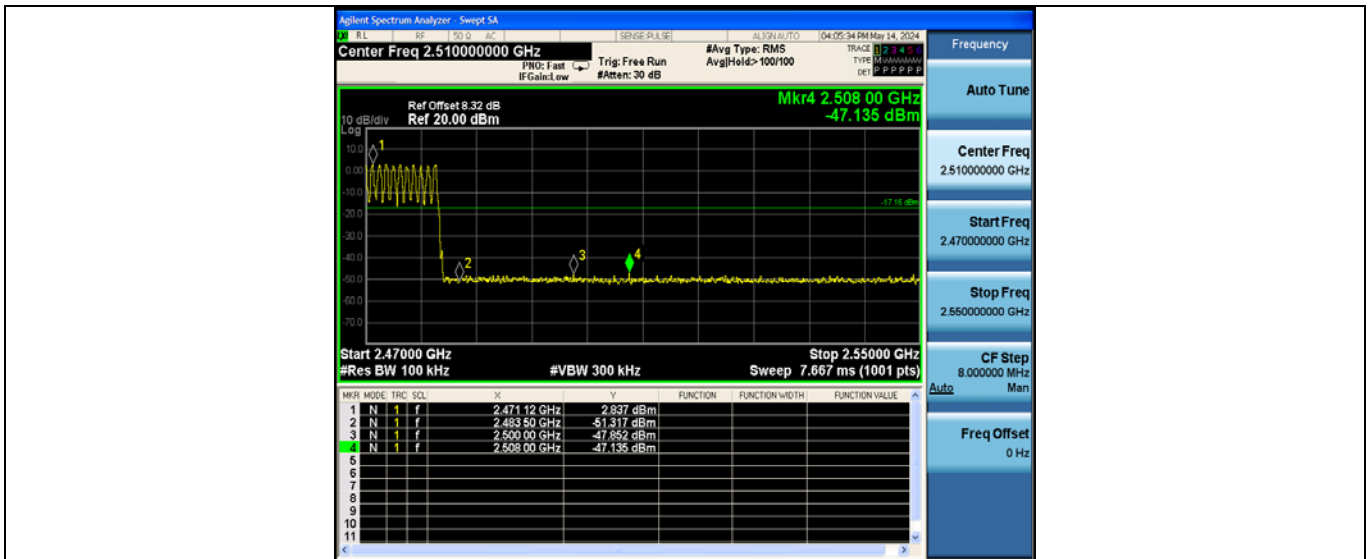 Agilent Spectrum Analyzer - Swept SA
RL RF 50 Ω AC SENSE:PULSE ALIGN AUTO 04:05:34 PM May 14, 2024
Center Freq 2.510000000 GHz
PNO: Fast
IFGain:Low
Trig: Free Run
#Atten: 30 dB
#Avg Type: RMS
Avg|Hold:> 100/100
TRACE 1 2 3 4 5 6
TYPE M
DET P P P P P P
Mkr4 2.508 00 GHz
-47.135 dBm
Ref Offset 8.32 dB
10 dB/div Ref 20.00 dBm
Log
10.0
0.00
-10.0
-20.0
-30.0
-40.0
-50.0
-60.0
-70.0
1
2
3
4
-17.16 dBm
Start 2.47000 GHz Stop 2.55000 GHz
#Res BW 100 kHz #VBW 300 kHz Sweep 7.667 ms (1001 pts)
MKR MODE TRC SCL X Y FUNCTION FUNCTION WIDTH FUNCTION VALUE
1 N 1 f 2.471 12 GHz 2.837 dBm
2 N 1 f 2.483 50 GHz -51.317 dBm
3 N 1 f 2.500 00 GHz -47.852 dBm
4 N 1 f 2.508 00 GHz -47.135 dBm
5
6
7
8
9
10
11
Frequency
Auto Tune
Center Freq
2.510000000 GHz
Start Freq
2.470000000 GHz
Stop Freq
2.550000000 GHz
CF Step
8.000000 MHz
Auto Man
Freq Offset
0 Hz